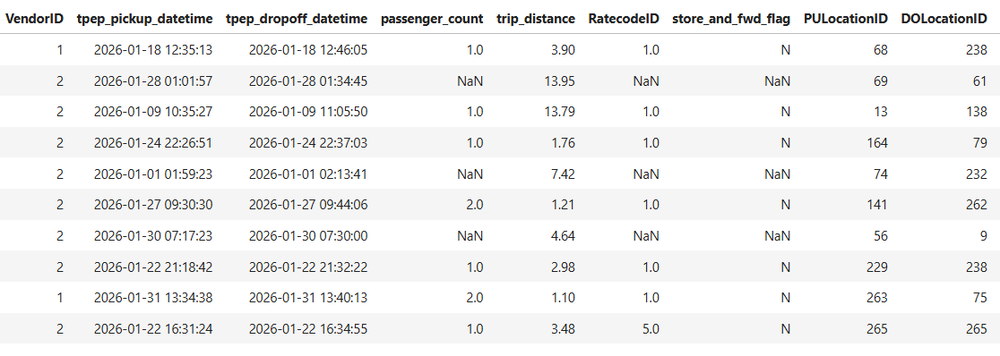 VendorID tpep_pickup_datetime tpep_dropoff_datetime passenger_count trip_distance RatecodeID store_and_fwd_flag PULocationID DOLocationID
1 2026-01-18 12:35:13 2026-01-18 12:46:05 1.0 3.90 1.0 N 68 238
2 2026-01-28 01:01:57 2026-01-28 01:34:45 NaN 13.95 NaN NaN 69 61
2 2026-01-09 10:35:27 2026-01-09 11:05:50 1.0 13.79 1.0 N 13 138
2 2026-01-24 22:26:51 2026-01-24 22:37:03 1.0 1.76 1.0 N 164 79
2 2026-01-01 01:59:23 2026-01-01 02:13:41 NaN 7.42 NaN NaN 74 232
2 2026-01-27 09:30:30 2026-01-27 09:44:06 2.0 1.21 1.0 N 141 262
2 2026-01-30 07:17:23 2026-01-30 07:30:00 NaN 4.64 NaN NaN 56 9
2 2026-01-22 21:18:42 2026-01-22 21:32:22 1.0 2.98 1.0 N 229 238
1 2026-01-31 13:34:38 2026-01-31 13:40:13 2.0 1.10 1.0 N 263 75
2 2026-01-22 16:31:24 2026-01-22 16:34:55 1.0 3.48 5.0 N 265 265